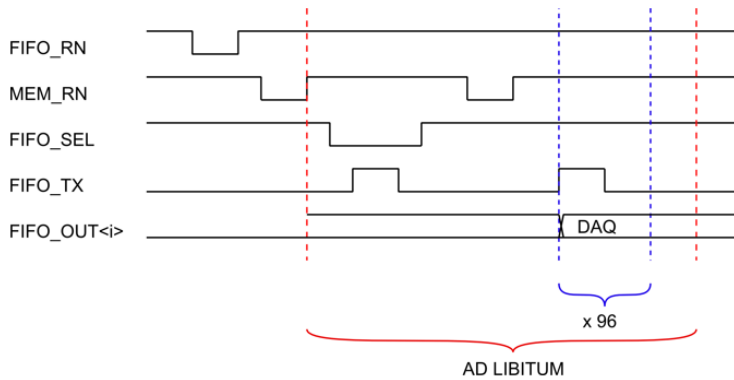 FIFO_RN
MEM_RN
FIFO_SEL
FIFO_TX
FIFO_OUT<i>
DAQ
x 96
AD LIBITUM